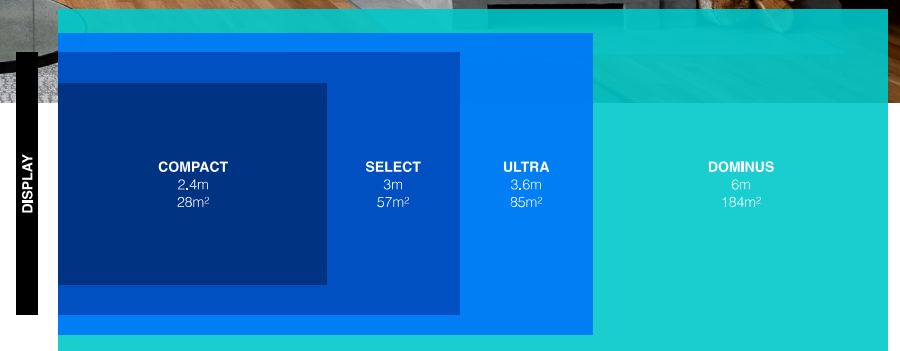 DISPLAY
COMPACT
2.4m
28m²
SELECT
3m
57m²
ULTRA
3.6m
85m²
DOMINUS
6m
184m²